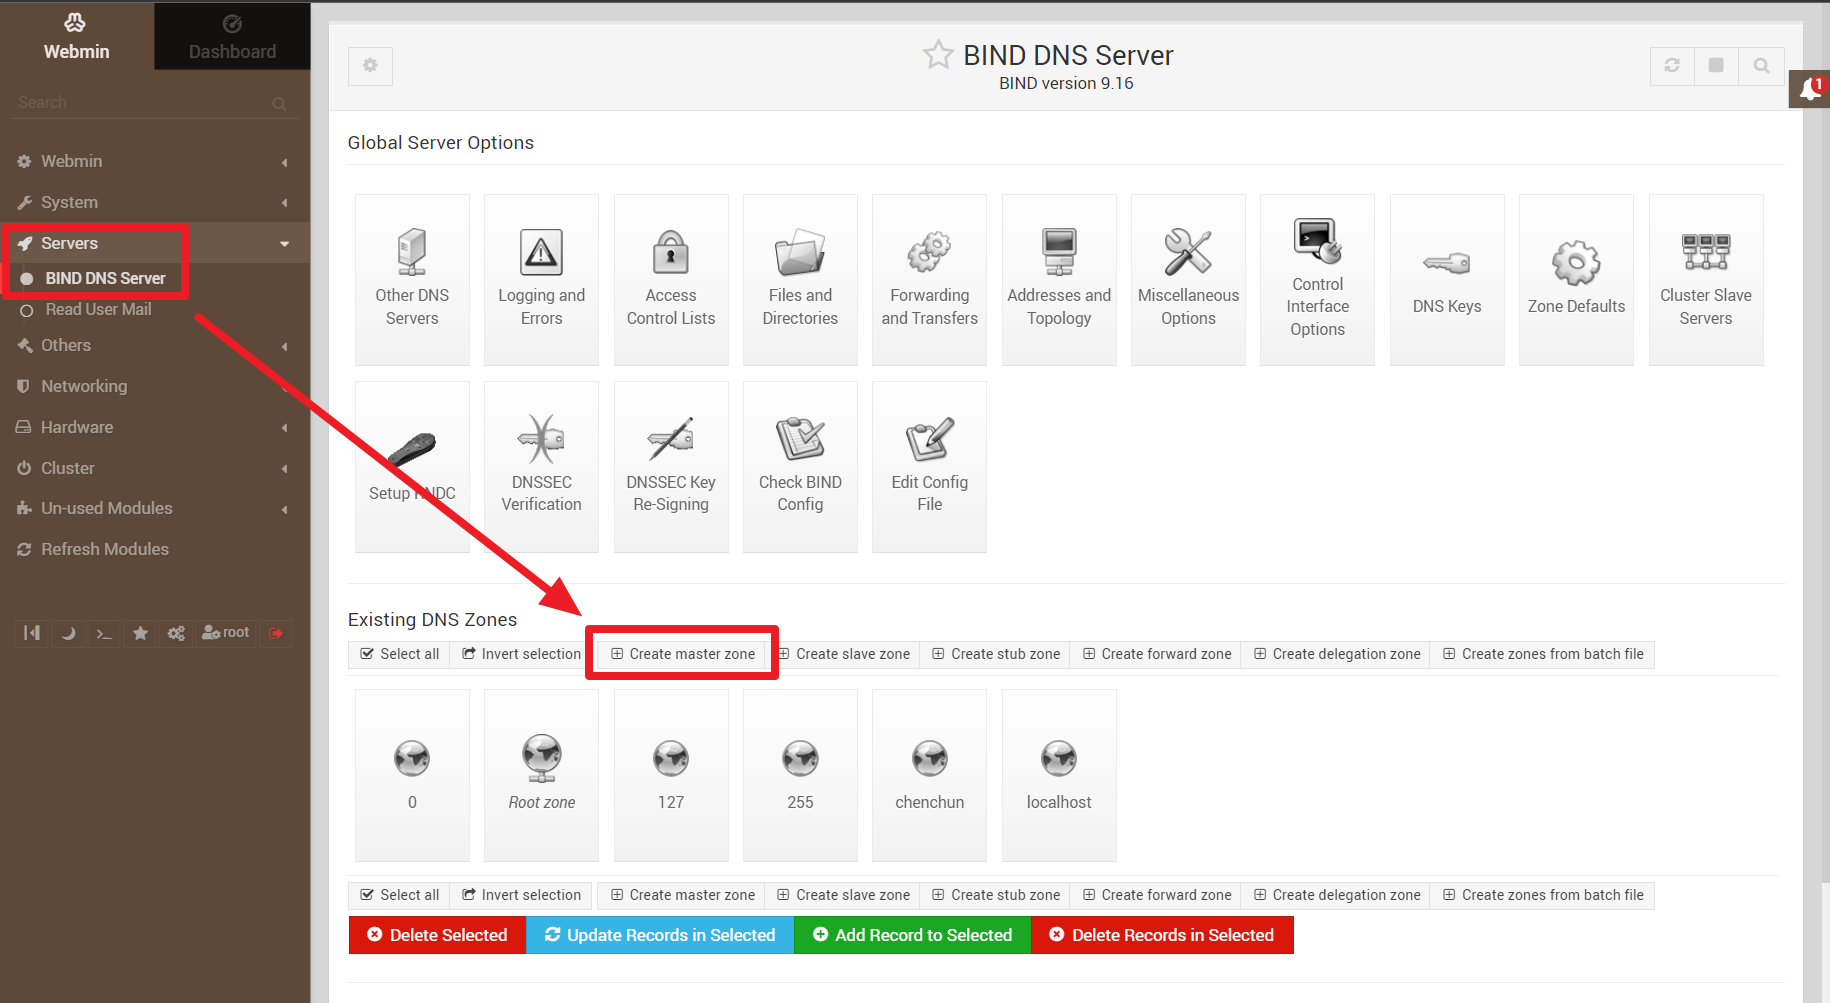 Webmin
Dashboard
Search
Webmin
System
Servers
BIND DNS Server
Read User Mail
Others
Networking
Hardware
Cluster
Un-used Modules
Refresh Modules
root
BIND DNS Server
BIND version 9.16
1
Global Server Options
Other DNS
Servers
Logging and
Errors
Access
Control Lists
Files and
Directories
Forwarding
and Transfers
Addresses and
Topology
Miscellaneous
Options
Control
Interface
Options
DNS Keys
Zone Defaults
Cluster Slave
Servers
Setup RNDC
DNSSEC
Verification
DNSSEC Key
Re-Signing
Check BIND
Config
Edit Config
File
Existing DNS Zones
Select all Invert selection Create master zone Create slave zone Create stub zone Create forward zone Create delegation zone Create zones from batch file
0
Root zone
127
255
chenchun
localhost
Select all Invert selection Create master zone Create slave zone Create stub zone Create forward zone Create delegation zone Create zones from batch file
Delete Selected Update Records in Selected Add Record to Selected Delete Records in Selected